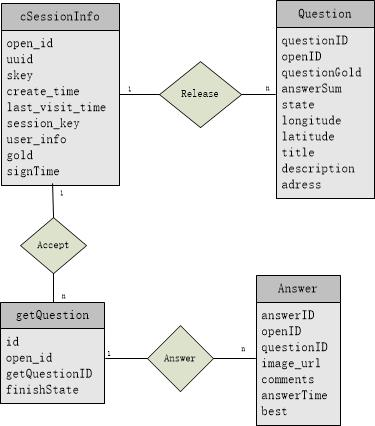 cSessionInfo
open_id
uuid
skey
create_time
last_visit_time
session_key
user_info
gold
signTime
1
Release
n
Question
questionID
openID
questionGold
answerSum
state
longitude
latitude
title
description
adress
1
Accept
n
getQuestion
id
open_id
getQuestionID
finishState
1
Answer
n
Answer
answerID
openID
questionID
image_url
comments
answerTime
best